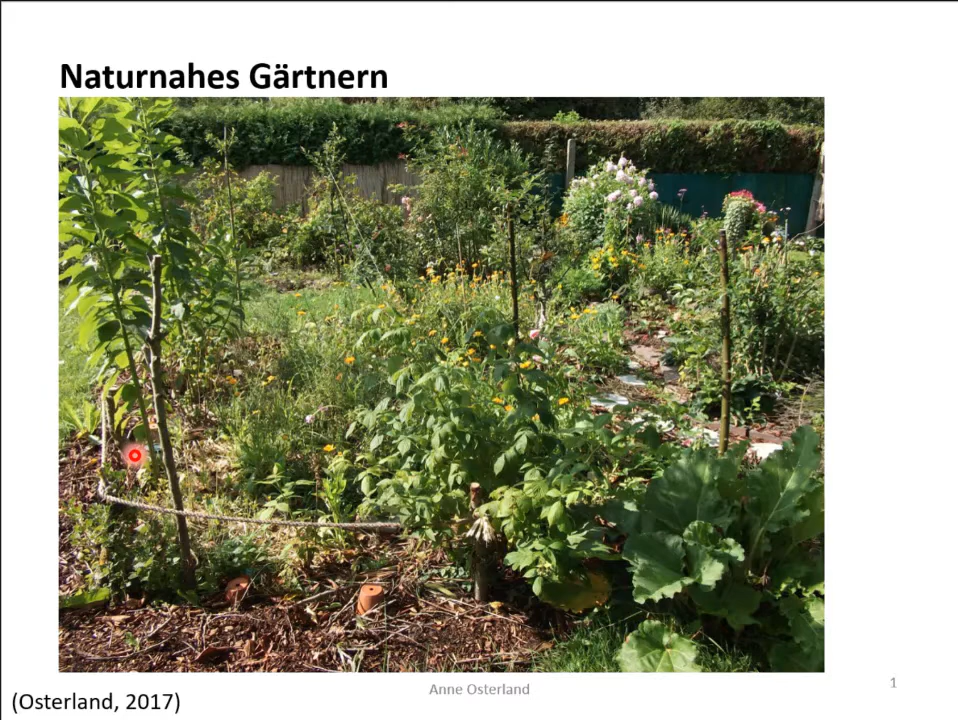 Naturnahes Gärtnern
Anne Osterland
1
(Osterland, 2017)